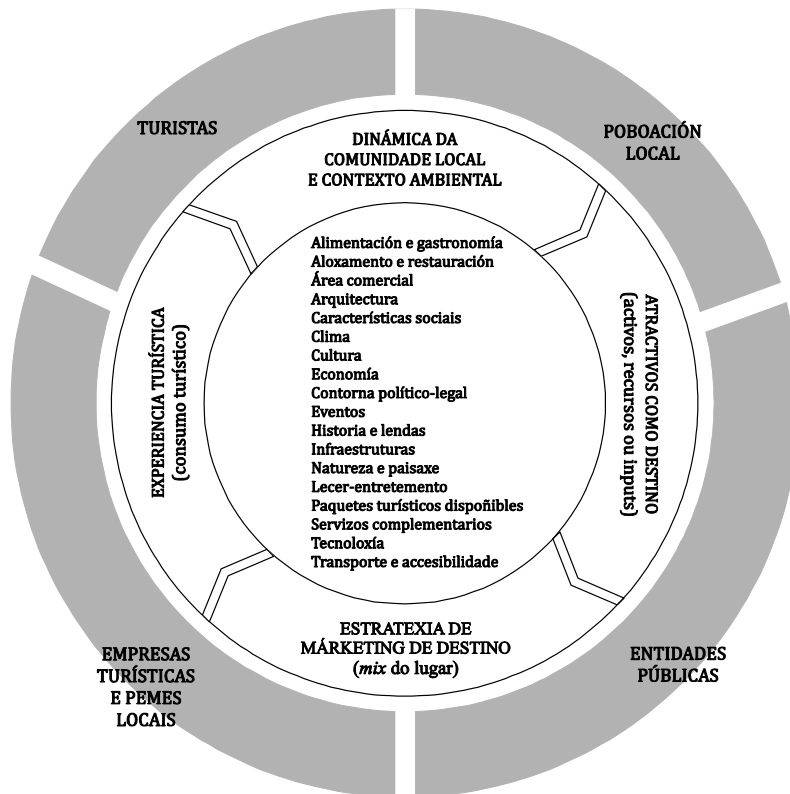 TURISTAS
POBOACIÓN
LOCAL
DINÁMICA DA
COMUNIDADE LOCAL
E CONTEXTO AMBIENTAL
EXPERIENCIA TURÍSTICA
(consumo turístico)
Alimentación e gastronomía
Aloxamento e restauración
Área comercial
Arquitectura
Características sociais
Clima
Cultura
Economía
Contorna político-legal
Eventos
Historia e lendas
Infraestruturas
Natureza e paisaxe
Lecer-entretemento
Paquetes turísticos dispoñibles
Servizos complementarios
Tecnoloxía
Transporte e accesibilidade
ATRACTIVOS COMO DESTINO
(activos, recursos ou inputs)
ESTRATEXIA DE
MÁRKETING DE DESTINO
(mix do lugar)
EMPRESAS
TURÍSTICAS
E PEMES
LOCAIS
ENTIDADES
PÚBLICAS